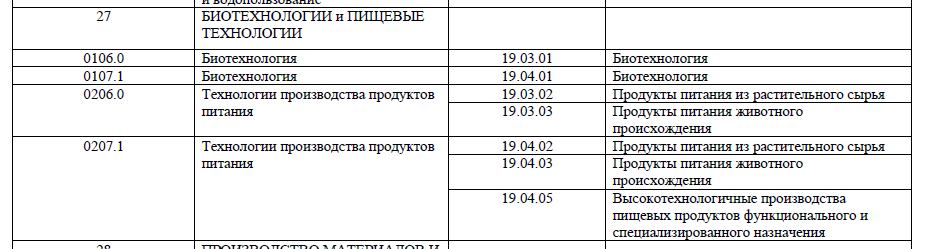 и водопользование
27 БИОТЕХНОЛОГИИ и ПИЩЕВЫЕ
ТЕХНОЛОГИИ
0106.0 Биотехнология 19.03.01 Биотехнология
0107.1 Биотехнология 19.04.01 Биотехнология
0206.0 Технологии производства продуктов 19.03.02 Продукты питания из растительного сырья
питания 19.03.03 Продукты питания животного
происхождения
0207.1 Технологии производства продуктов 19.04.02 Продукты питания из растительного сырья
питания 19.04.03 Продукты питания животного
происхождения
19.04.05 Высокотехнологичные производства
пищевых продуктов функционального и
специализированного назначения
28 ПРОИЗВОДСТВО МАТЕРИАЛОВ И